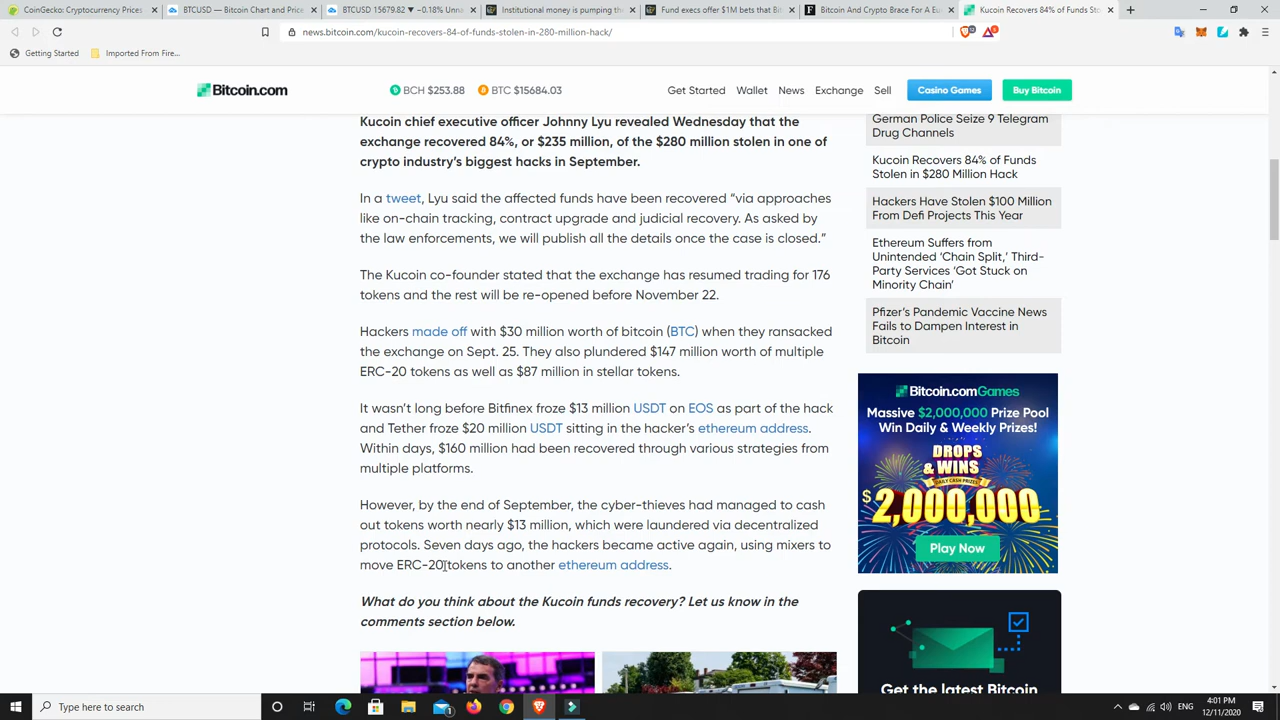 CoinGecko: Cryptocurrency Prices
BTCUSD — Bitcoin Chart and Price
BTCUSD 15679.82 ▼ −0.18% Unna
Institutional money is pumping the
Fund execs offer $1M bets that Bit
Bitcoin And Crypto Brace For A Eu
Kucoin Recovers 84% of Funds Sto
news.bitcoin.com/kucoin-recovers-84-of-funds-stolen-in-280-million-hack/
Getting Started
Imported From Fire...
Bitcoin.com
BCH $253.88
BTC $15684.03
Get Started
Wallet
News
Exchange
Sell
Casino Games
Buy Bitcoin
Kucoin chief executive officer Johnny Lyu revealed Wednesday that the
exchange recovered 84%, or $235 million, of the $280 million stolen in one of
crypto industry's biggest hacks in September.
In a tweet, Lyu said the affected funds have been recovered "via approaches
like on-chain tracking, contract upgrade and judicial recovery. As asked by
the law enforcements, we will publish all the details once the case is closed."
The Kucoin co-founder stated that the exchange has resumed trading for 176
tokens and the rest will be re-opened before November 22.
Hackers made off with $30 million worth of bitcoin (BTC) when they ransacked
the exchange on Sept. 25. They also plundered $147 million worth of multiple
ERC-20 tokens as well as $87 million in stellar tokens.
It wasn't long before Bitfinex froze $13 million USDT on EOS as part of the hack
and Tether froze $20 million USDT sitting in the hacker's ethereum address.
Within days, $160 million had been recovered through various strategies from
multiple platforms.
However, by the end of September, the cyber-thieves had managed to cash
out tokens worth nearly $13 million, which were laundered via decentralized
protocols. Seven days ago, the hackers became active again, using mixers to
move ERC-20 tokens to another ethereum address.
What do you think about the Kucoin funds recovery? Let us know in the
comments section below.
German Police Seize 9 Telegram
Drug Channels
Kucoin Recovers 84% of Funds
Stolen in $280 Million Hack
Hackers Have Stolen $100 Million
From Defi Projects This Year
Ethereum Suffers from
Unintended 'Chain Split,' Third-
Party Services 'Got Stuck on
Minority Chain'
Pfizer's Pandemic Vaccine News
Fails to Dampen Interest in
Bitcoin
Bitcoin.comGames
Massive $2,000,000 Prize Pool
Win Daily & Weekly Prizes!
DROPS
& WINS
DAILY CASH PRIZES
$2,000,000
Play Now
Get the latest Bitcoin
Type here to search
ENG
4:01 PM
12/11/2020